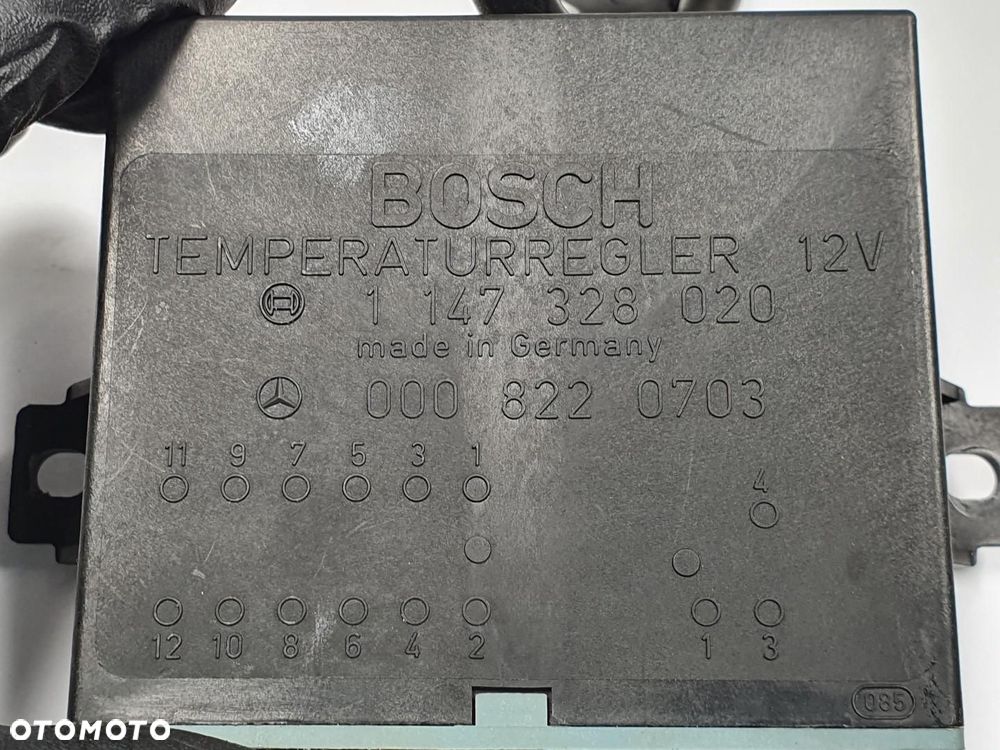 BOSCH
TEMPERATURREGLER 12V
1 147 328 020
made in Germany
000 822 0703
11 9 7 5 3 1
4
12 10 8 6 4 2
1 3
085
OTOMOTO